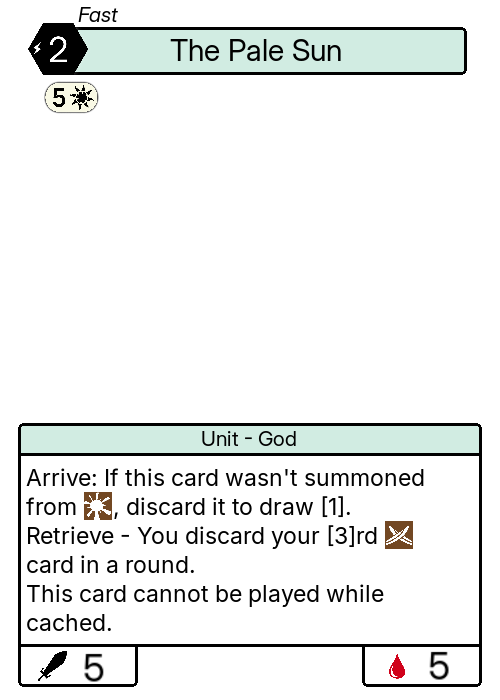 Fast
2
The Pale Sun
5
Unit - God
Arrive: If this card wasn't summoned
from , discard it to draw [1].
Retrieve - You discard your [3]rd
card in a round.
This card cannot be played while
cached.
5
5